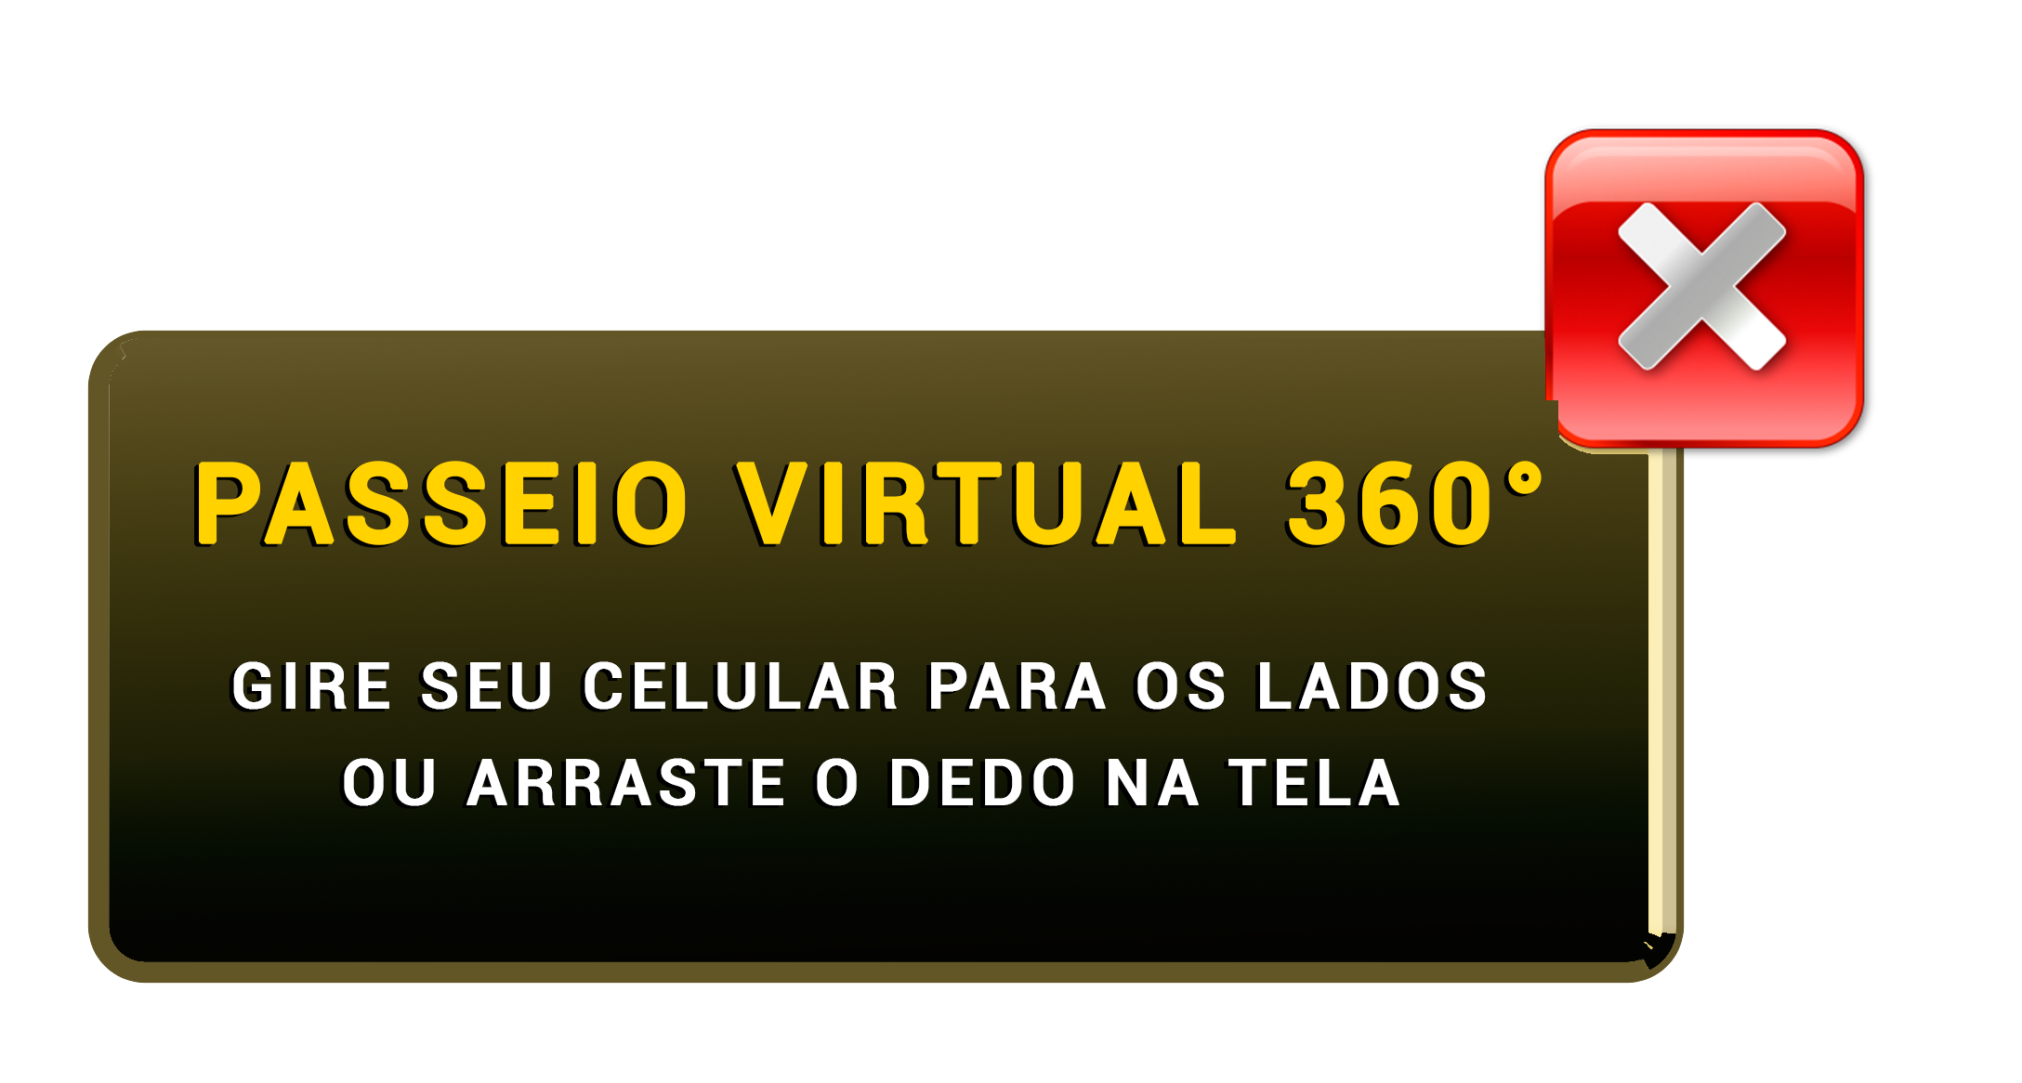 PASSEIO VIRTUAL 360°
GIRE SEU CELULAR PARA OS LADOS
OU ARRASTE O DEDO NA TELA